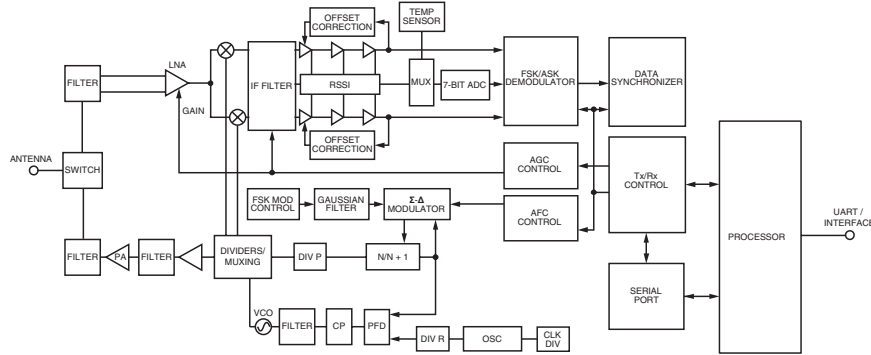 OFFSET
CORRECTION
TEMP
SENSOR
LNA
FILTER
IF FILTER
RSSI
MUX
7-BIT ADC
FSK/ASK
DEMODULATOR
DATA
SYNCHRONIZER
GAIN
OFFSET
CORRECTION
ANTENNA
SWITCH
AGC
CONTROL
Tx/Rx
CONTROL
FSK MOD
CONTROL
GAUSSIAN
FILTER
Σ-Δ
MODULATOR
AFC
CONTROL
PROCESSOR
UART /
INTERFACE
FILTER
PA
FILTER
DIVIDERS/
MUXING
DIV P
N/N + 1
SERIAL
PORT
VCO
FILTER
CP
PFD
DIV R
OSC
CLK
DIV